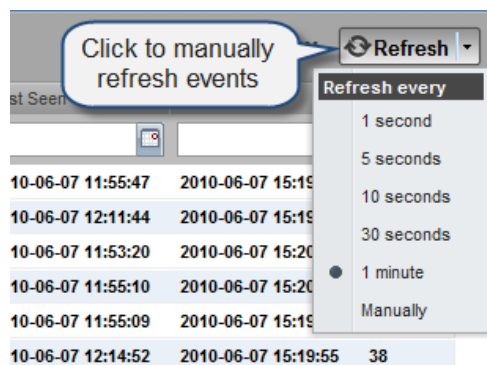 Click to manually
refresh events
Refresh
Refresh every
1 second
5 seconds
10 seconds
30 seconds
1 minute
Manually
st Seen
10-06-07 11:55:47 2010-06-07 15:19
10-06-07 12:11:44 2010-06-07 15:19
10-06-07 11:53:20 2010-06-07 15:20
10-06-07 11:55:10 2010-06-07 15:20
10-06-07 11:55:09 2010-06-07 15:19
10-06-07 12:14:52 2010-06-07 15:19:55 38